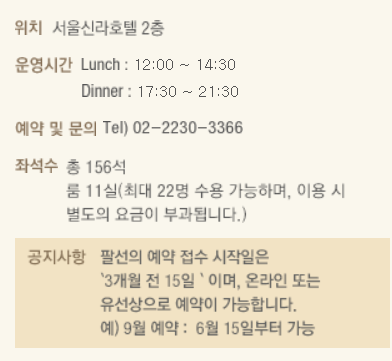 위치 서울신라호텔 2층
운영시간 Lunch : 12:00 ~ 14:30
Dinner : 17:30 ~ 21:30
예약 및 문의 Tel) 02-2230-3366
좌석수 총 156석
룸 11실(최대 22명 수용 가능하며, 이용 시
별도의 요금이 부과됩니다.)
공지사항 팔선의 예약 접수 시작일은
`3개월 전 15일 ` 이며, 온라인 또는
유선상으로 예약이 가능합니다.
예) 9월 예약 : 6월 15일부터 가능